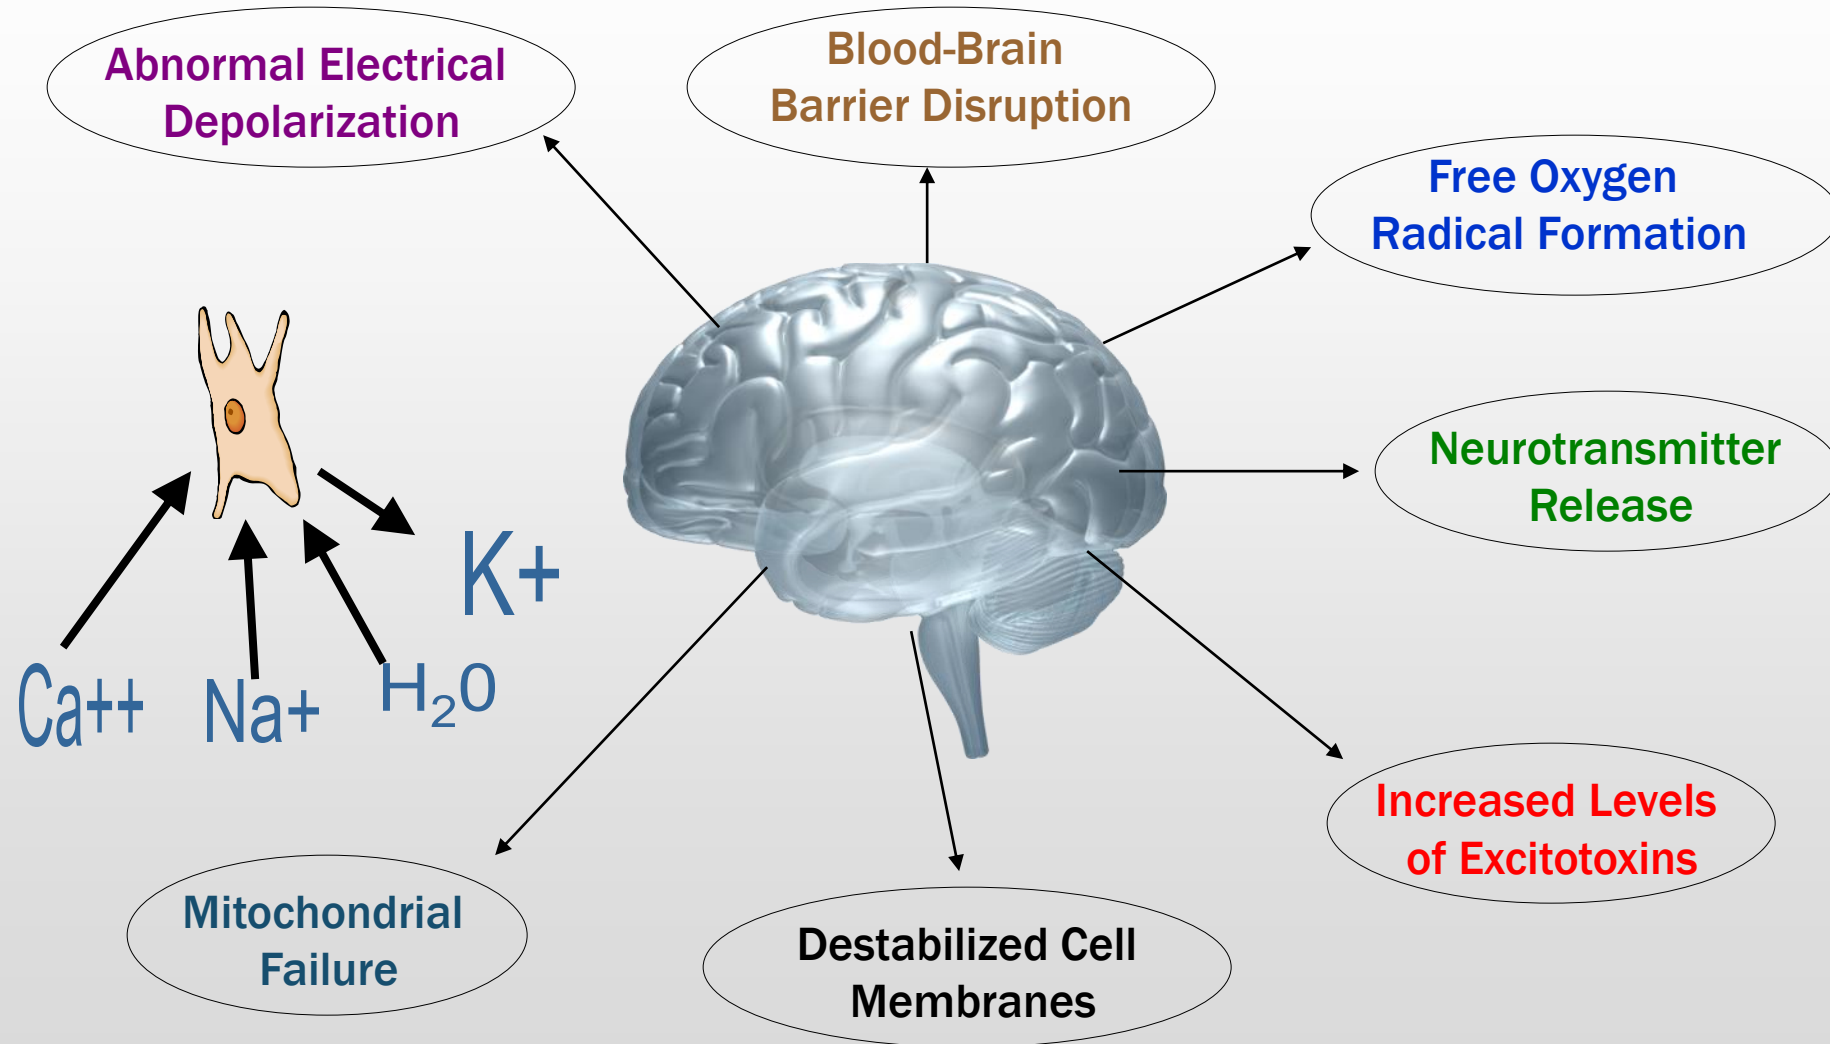 Abnormal Electrical
Depolarization
Blood-Brain
Barrier Disruption
Free Oxygen
Radical Formation
Neurotransmitter
Release
K+
Ca++
Na+
H₂0
Increased Levels
of Excitotoxins
Mitochondrial
Failure
Destabilized Cell
Membranes